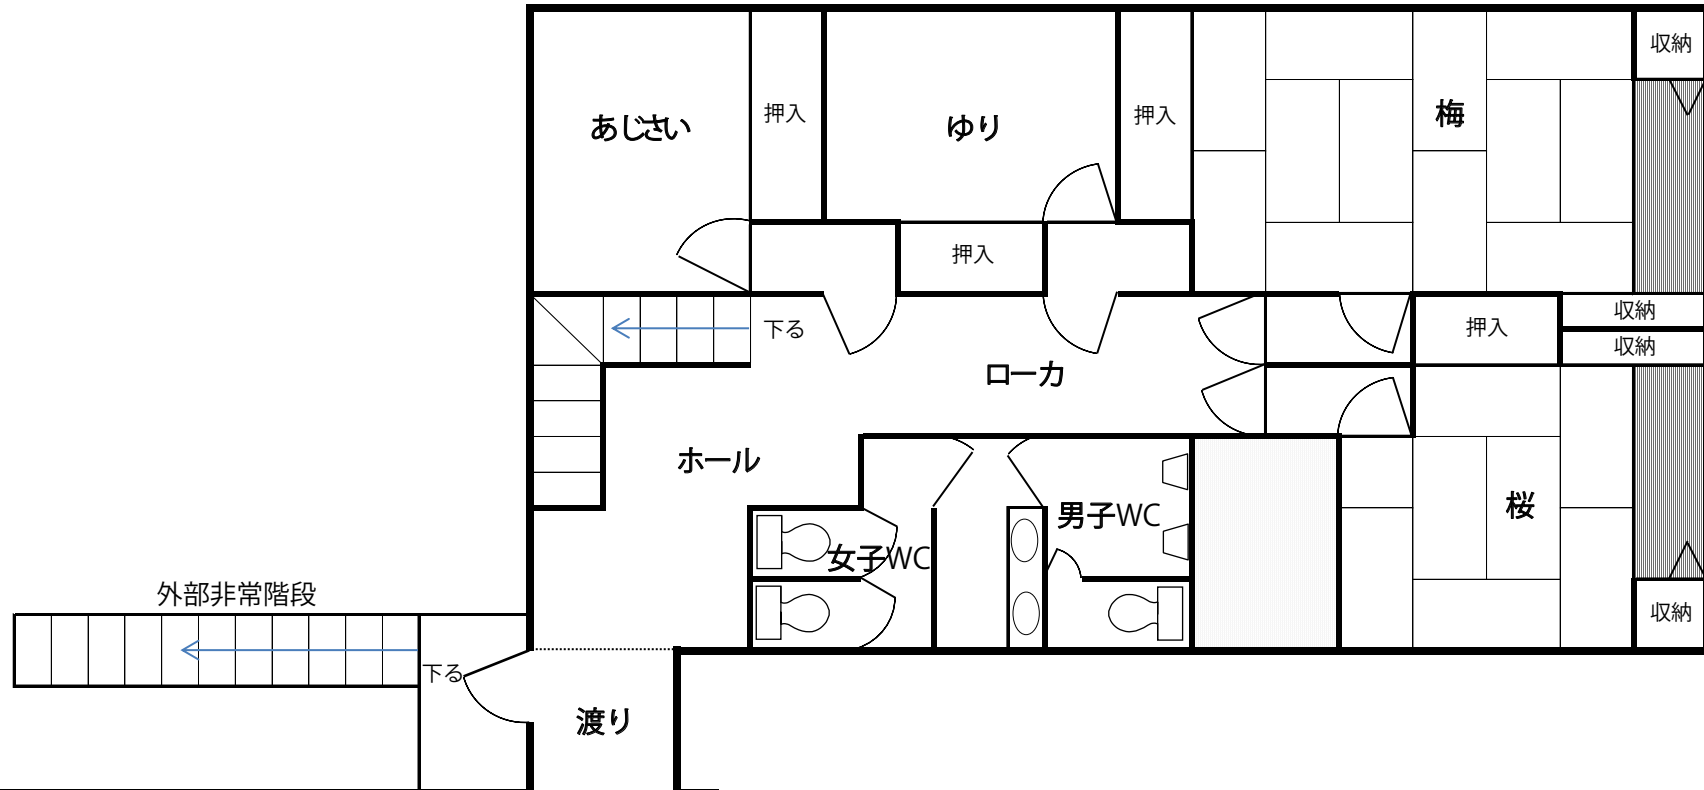 収納
あじさい
押入
ゆり
押入
梅
押入
下る
ローカ
押入
収納
収納
ホール
男子WC
女子WC
桜
外部非常階段
収納
下る
渡り